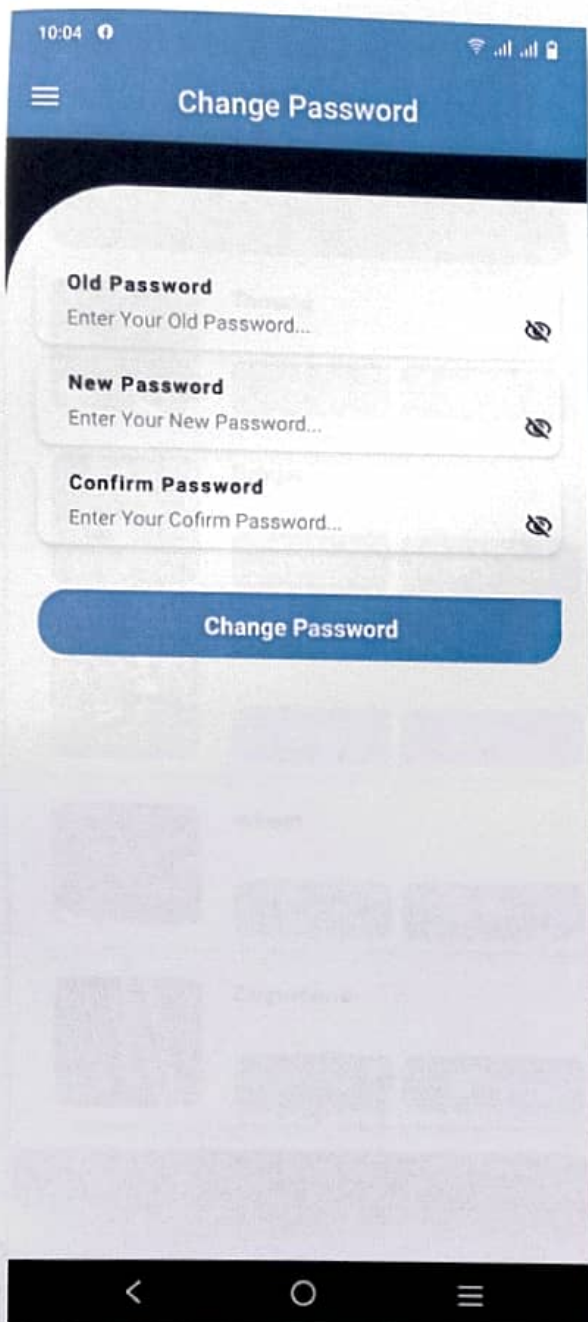 10:04
Change Password
Old Password
Enter Your Old Password...
New Password
Enter Your New Password...
Confirm Password
Enter Your Cofirm Password...
Change Password